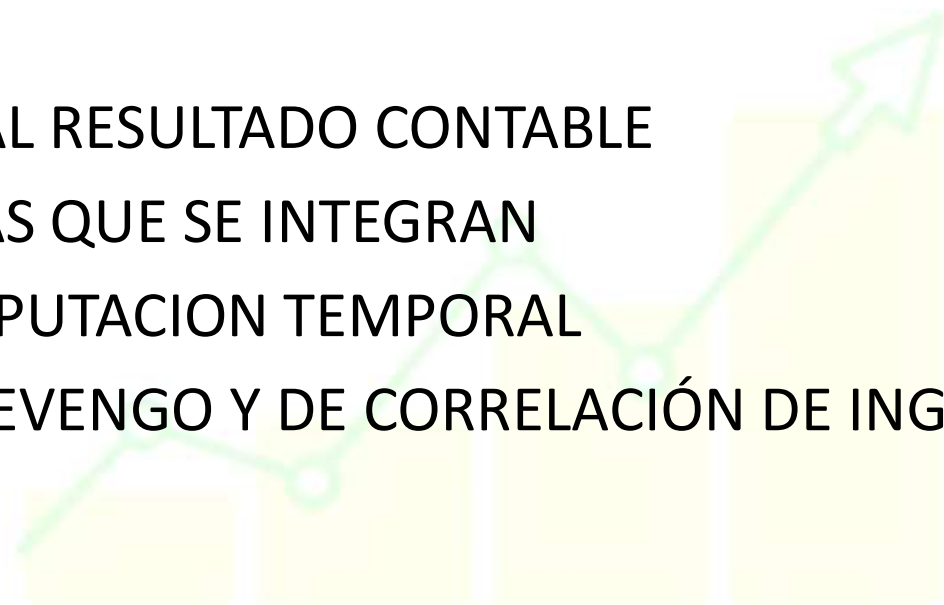 AL RESULTADO CONTABLE
AS QUE SE INTEGRAN
PUTACION TEMPORAL
EVENGO Y DE CORRELACIÓN DE ING